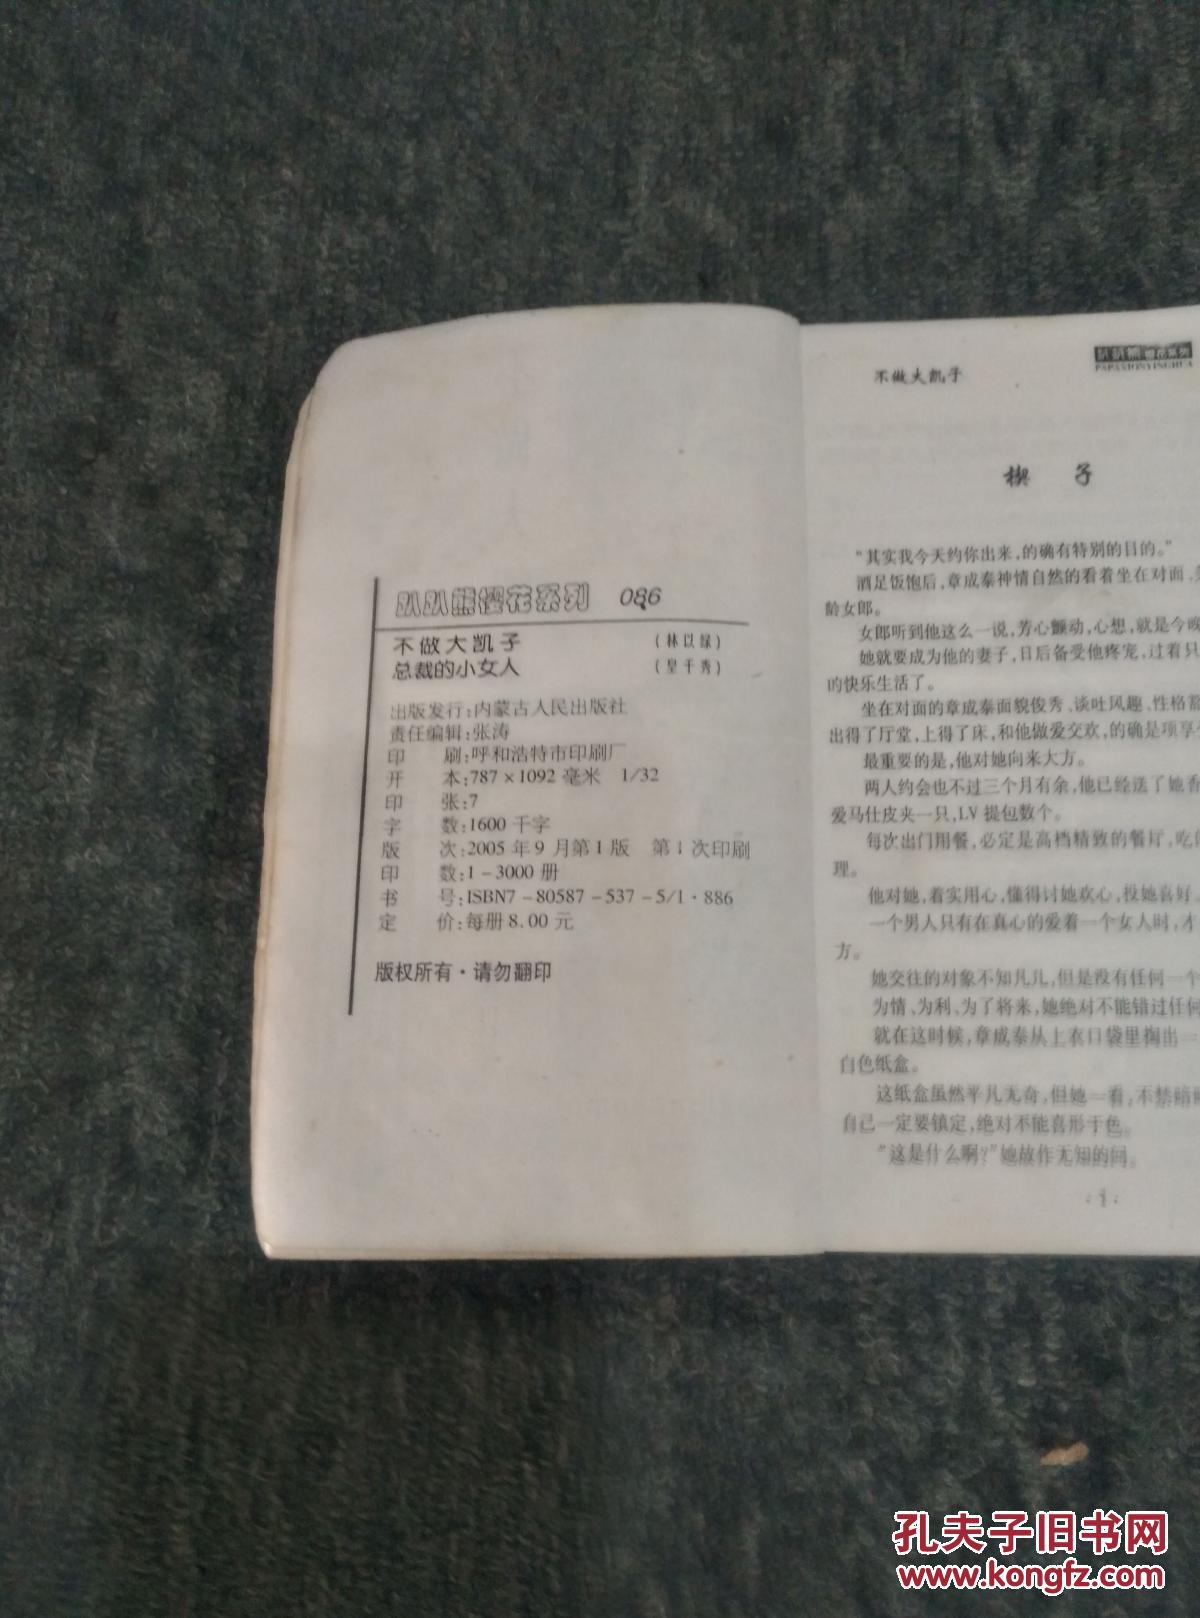 趴趴熊樱花系列 086
不做大凯子 (林以绿)
总裁的小女人 (皇千秀)
出版发行:内蒙古人民出版社
责任编辑:张涛
印 刷:呼和浩特市印刷厂
开 本:787×1092 毫米 1/32
印 张:7
字 数:1600 千字
版 次:2005 年 9 月第 1 版 第 1 次印刷
印 数:1-3000 册
书 号:ISBN7-80587-537-5/1·886
定 价:每册 8.00 元
版权所有·请勿翻印
不做大凯子
趴趴熊樱花系列
PAPAXIONYINGHUA
楔 子
“其实我今天约你出来,的确有特别的目的。”
酒足饭饱后,章成泰神情自然的看着坐在对面、
龄女郎。
女郎听到他这么一说,芳心颤动,心想,就是今晚
她就要成为他的妻子,日后备受他疼宠,过着只
的快乐生活了。
坐在对面的章成泰面貌俊秀、谈吐风趣、性格
出得了厅堂,上得了床,和他做爱交欢,的确是项享
最重要的是,他对她向来大方。
两人约会也不过三个月有余,他已经送了她香
爱马仕皮夹一只,LV 提包数个。
每次出门用餐,必定是高档精致的餐厅,吃
理。
他对她,着实用心,懂得讨她欢心,投她喜好。
一个男人只有在真心的爱着一个女人时,才
方。
她交往的对象不知凡几,但是没有任何一个
为情、为利、为了将来,她绝对不能错过任何
就在这时候,章成泰从上衣口袋里掏出一
白色纸盒。
这纸盒虽然平凡无奇,但她一看,不禁暗
自己一定要镇定,绝对不能喜形于色。
“这是什么啊?”她故作无知的问。
·1·
孔夫子旧书网
www.kongfz.com